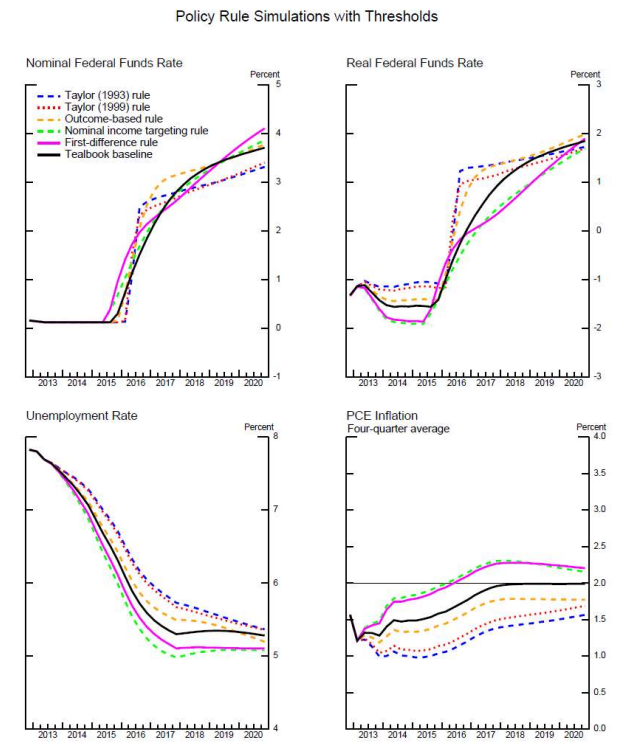 Policy Rule Simulations with Thresholds
Nominal Federal Funds Rate
Percent
5
4
3
2
1
0
-1
Taylor (1993) rule
Taylor (1999) rule
Outcome-based rule
Nominal income targeting rule
First-difference rule
Tealbook baseline
2013 2014 2015 2016 2017 2018 2019 2020
Real Federal Funds Rate
Percent
3
2
1
0
-1
-2
-3
2013 2014 2015 2016 2017 2018 2019 2020
Unemployment Rate
Percent
8
7
6
5
4
2013 2014 2015 2016 2017 2018 2019 2020
PCE Inflation
Four-quarter average
Percent
4.0
3.5
3.0
2.5
2.0
1.5
1.0
0.5
0.0
2013 2014 2015 2016 2017 2018 2019 2020